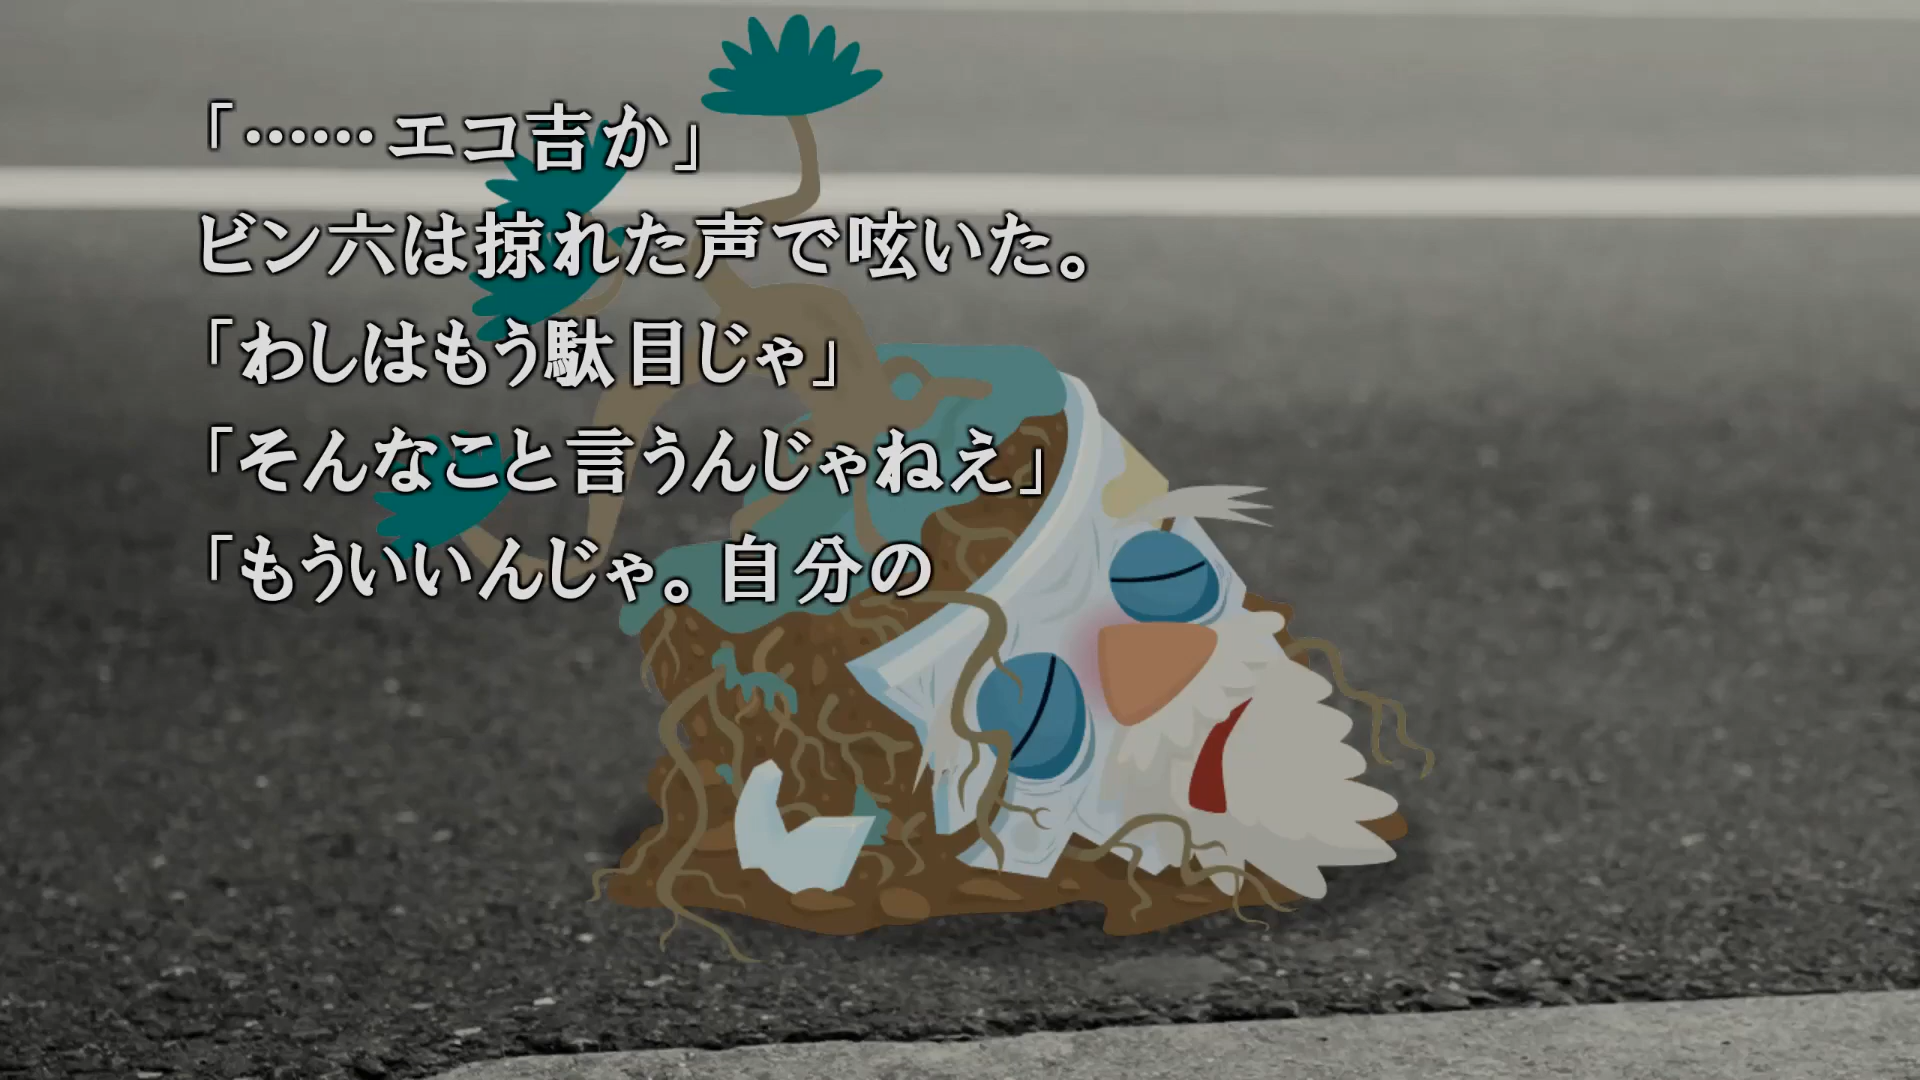 「……エコ吉か」
ビン六は掠れた声で呟いた。
「わしはもう駄目じゃ」
「そんなこと言うんじゃねえ」
「もういいんじゃ。自分の